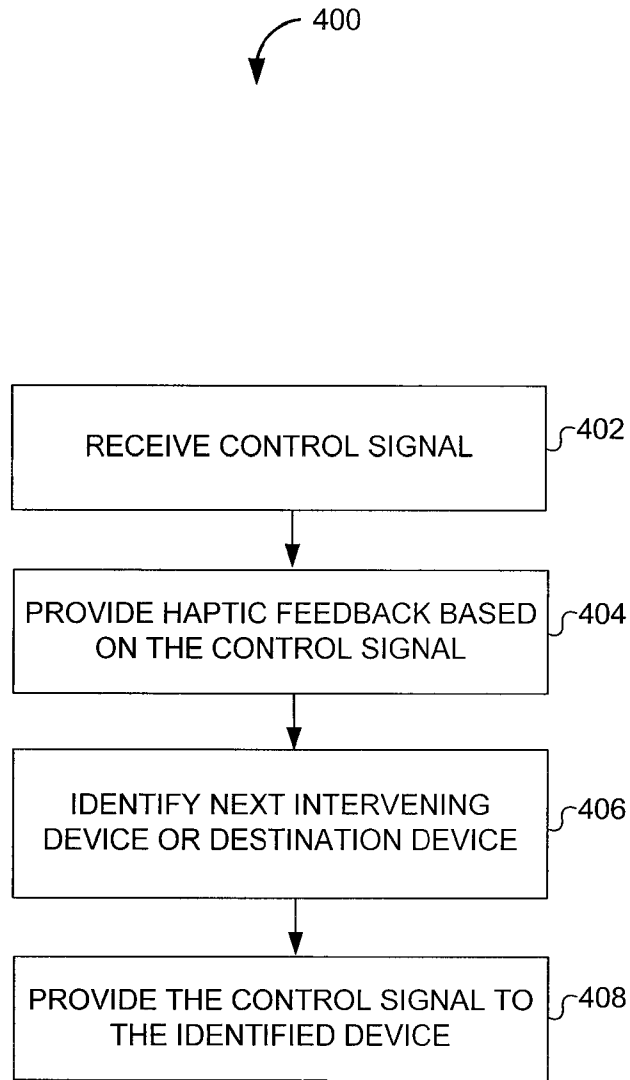 400
RECEIVE CONTROL SIGNAL
402
PROVIDE HAPTIC FEEDBACK BASED
ON THE CONTROL SIGNAL
404
IDENTIFY NEXT INTERVENING
DEVICE OR DESTINATION DEVICE
406
PROVIDE THE CONTROL SIGNAL TO
THE IDENTIFIED DEVICE
408